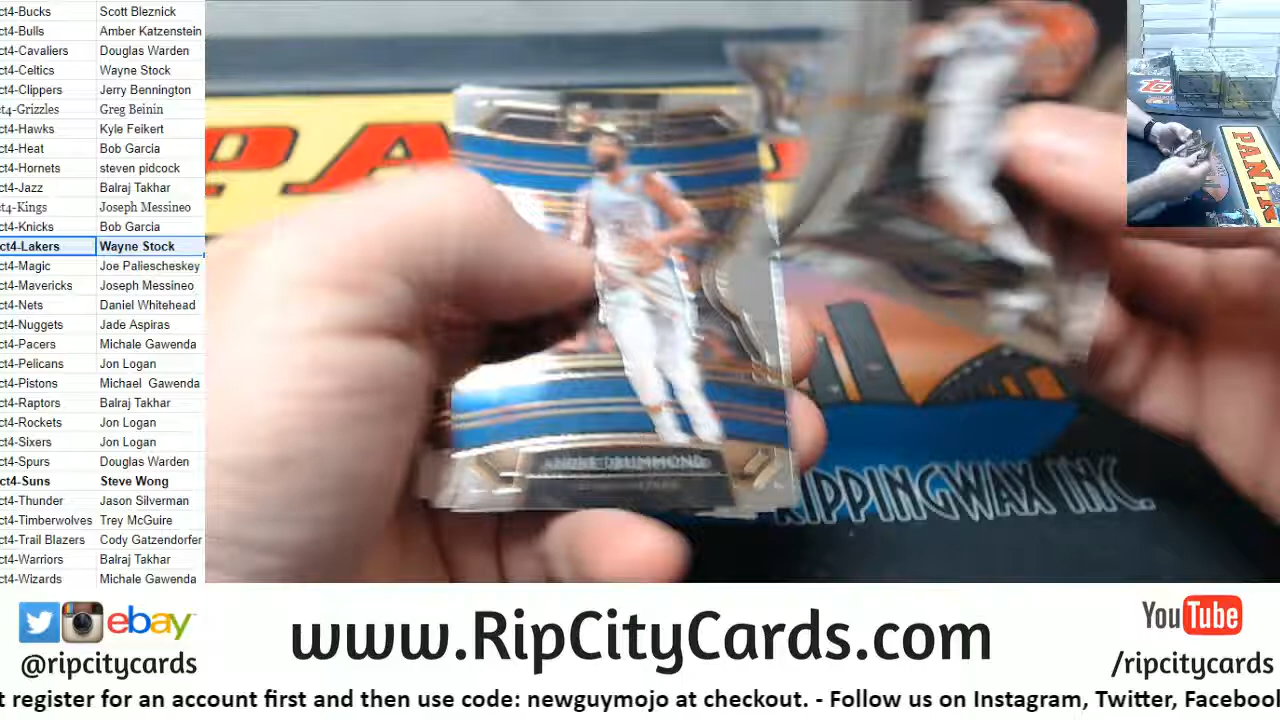 ct4-Bucks Scott Bleznick
ct4-Bulls Amber Katzenstein
ct4-Cavaliers Douglas Warden
ct4-Celtics Wayne Stock
ct4-Clippers Jerry Bennington
ct4-Grizzles Greg Beinin
ct4-Hawks Kyle Feikert
ct4-Heat Bob Garcia
ct4-Hornets steven pidcock
ct4-Jazz Balraj Takhar
ct4-Kings Joseph Messineo
ct4-Knicks Bob Garcia
ct4-Lakers Wayne Stock
ct4-Magic Joe Paliescheskey
ct4-Mavericks Joseph Messineo
ct4-Nets Daniel Whitehead
ct4-Nuggets Jade Aspiras
ct4-Pacers Michale Gawenda
ct4-Pelicans Jon Logan
ct4-Pistons Michael Gawenda
ct4-Raptors Balraj Takhar
ct4-Rockets Jon Logan
ct4-Sixers Jon Logan
ct4-Spurs Douglas Warden
ct4-Suns Steve Wong
ct4-Thunder Jason Silverman
ct4-Timberwolves Trey McGuire
ct4-Trail Blazers Cody Gatzendorfer
ct4-Warriors Balraj Takhar
ct4-Wizards Michale Gawenda
PANINI
ANDRE DRUMMOND
RIPPINGWAX INC.
ebay
@ripcitycards
www.RipCityCards.com
YouTube
/ripcitycards
t register for an account first and then use code: newguymojo at checkout. - Follow us on Instagram, Twitter, Facebook